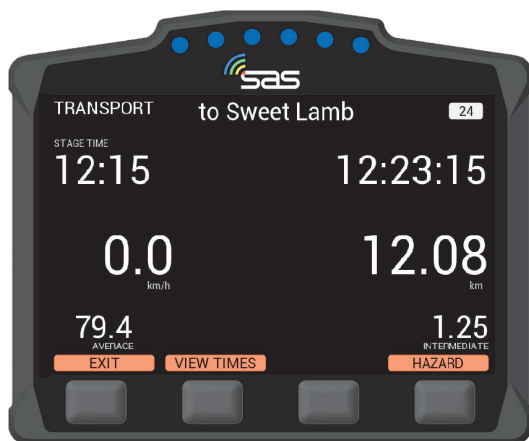 sas
TRANSPORT to Sweet Lamb 24
STAGE TIME
12:15 12:23:15
0.0 12.08
km/h km
79.4 1.25
AVERAGE INTERMEDIATE
EXIT VIEW TIMES HAZARD